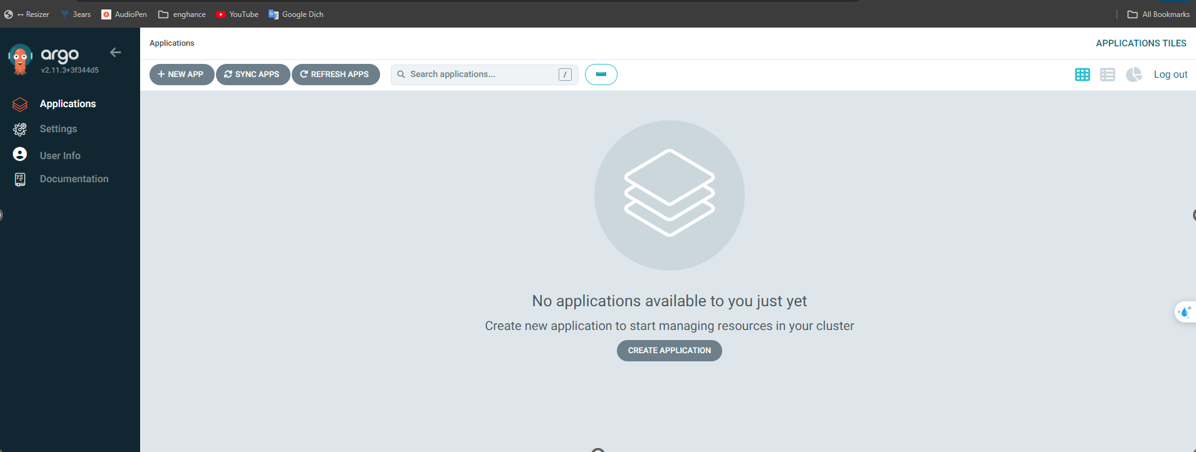 ↔ Resizer 3ears AudioPen enghance YouTube Google Dịch All Bookmarks
argo
v2.11.3+3f344d5
Applications
Settings
User Info
Documentation
Applications APPLICATIONS TILES
+ NEW APP SYNC APPS REFRESH APPS Search applications... / Log out
No applications available to you just yet
Create new application to start managing resources in your cluster
CREATE APPLICATION